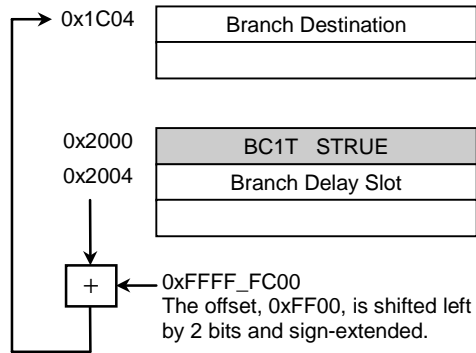 0x1C04 Branch Destination
0x2000 BC1T STRUE
0x2004 Branch Delay Slot
+
0xFFFF_FC00
The offset, 0xFF00, is shifted left
by 2 bits and sign-extended.